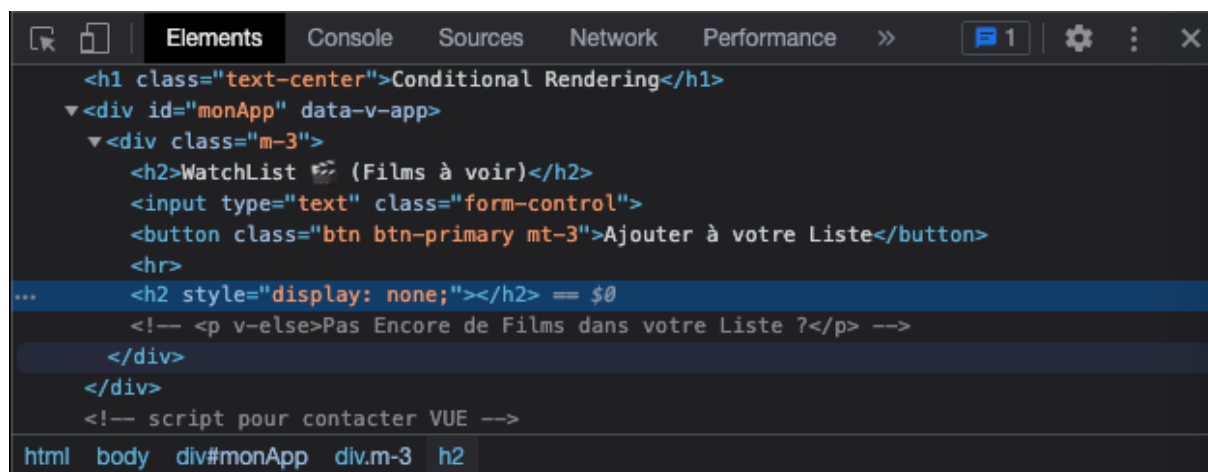 Elements Console Sources Network Performance » 1
<h1 class="text-center">Conditional Rendering</h1>
▼<div id="monApp" data-v-app>
▼<div class="m-3">
<h2>WatchList 🎬 (Films à voir)</h2>
<input type="text" class="form-control">
<button class="btn btn-primary mt-3">Ajouter à votre Liste</button>
<hr>
... <h2 style="display: none;"></h2> == $0
<!-- <p v-else>Pas Encore de Films dans votre Liste ?</p> -->
</div>
</div>
<!-- script pour contacter VUE -->
html body div#monApp div.m-3 h2